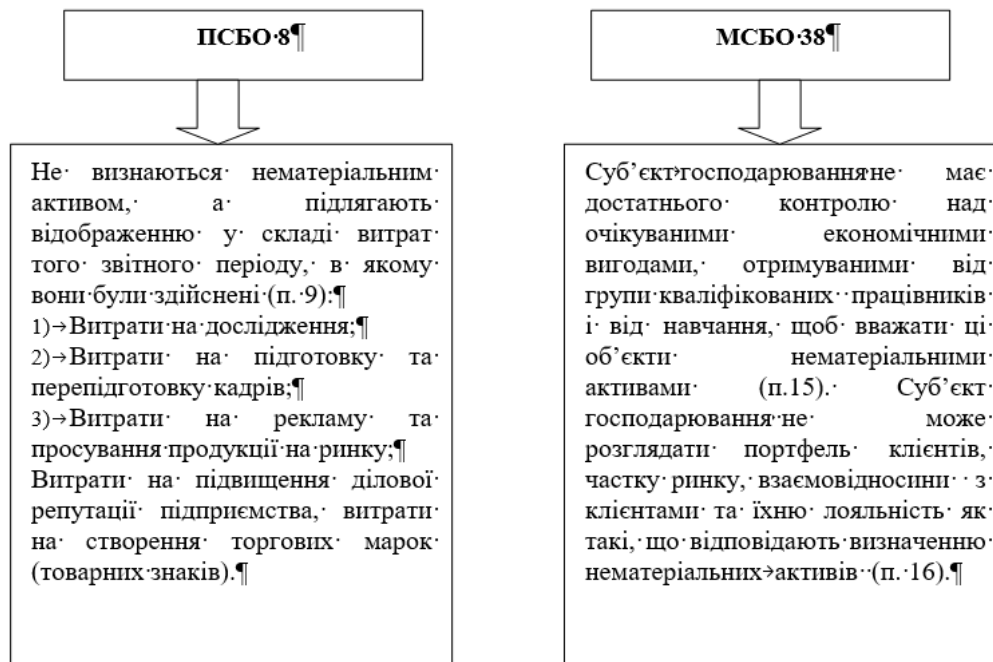 ПСБО·8¶
Не· визнаються· нематеріальним·
активом,· а· підлягають·
відображенню· у· складі· витрат·
того· звітного· періоду,· в· якому·
вони·були·здійснені·(п.·9):¶
1)→Витрати·на·дослідження;¶
2)→Витрати· на· підготовку· та·
перепідготовку·кадрів;¶
3)→Витрати· на· рекламу· та·
просування·продукції·на·ринку;¶
Витрати· на· підвищення· ділової·
репутації· підприємства,· витрати·
на· створення· торгових· марок·
(товарних·знаків).¶
МСБО·38¶
Суб’єкт→господарювання→не· має·
достатнього· контролю· над·
очікуваними· економічними·
вигодами,· отримуваними· від·
групи·кваліфікованих··працівників·
і· від· навчання,· щоб· вважати· ці·
об’єкти· нематеріальними·
активами· (п.15).· Суб’єкт·
господарювання··не· може·
розглядати· портфель· клієнтів,·
частку· ринку,· взаємовідносини· · з·
клієнтами· та· їхню· лояльність· як·
такі,·що·відповідають·визначенню·
нематеріальних→активів··(п.·16).¶